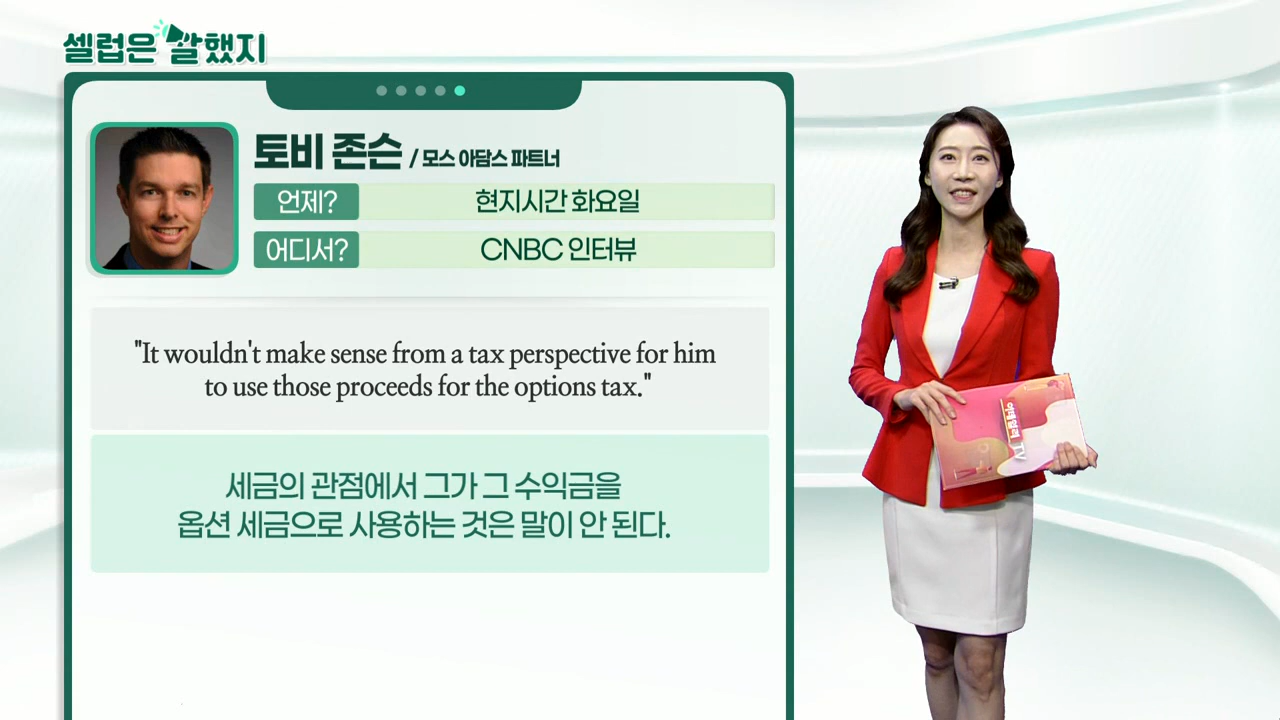 셀럽은 말했지
토비 존슨 / 모스 아담스 파트너
언제? 현지시간 화요일
어디서? CNBC 인터뷰
"It wouldn't make sense from a tax perspective for him
to use those proceeds for the options tax."
세금의 관점에서 그가 그 수익금을
옵션 세금으로 사용하는 것은 말이 안 된다.